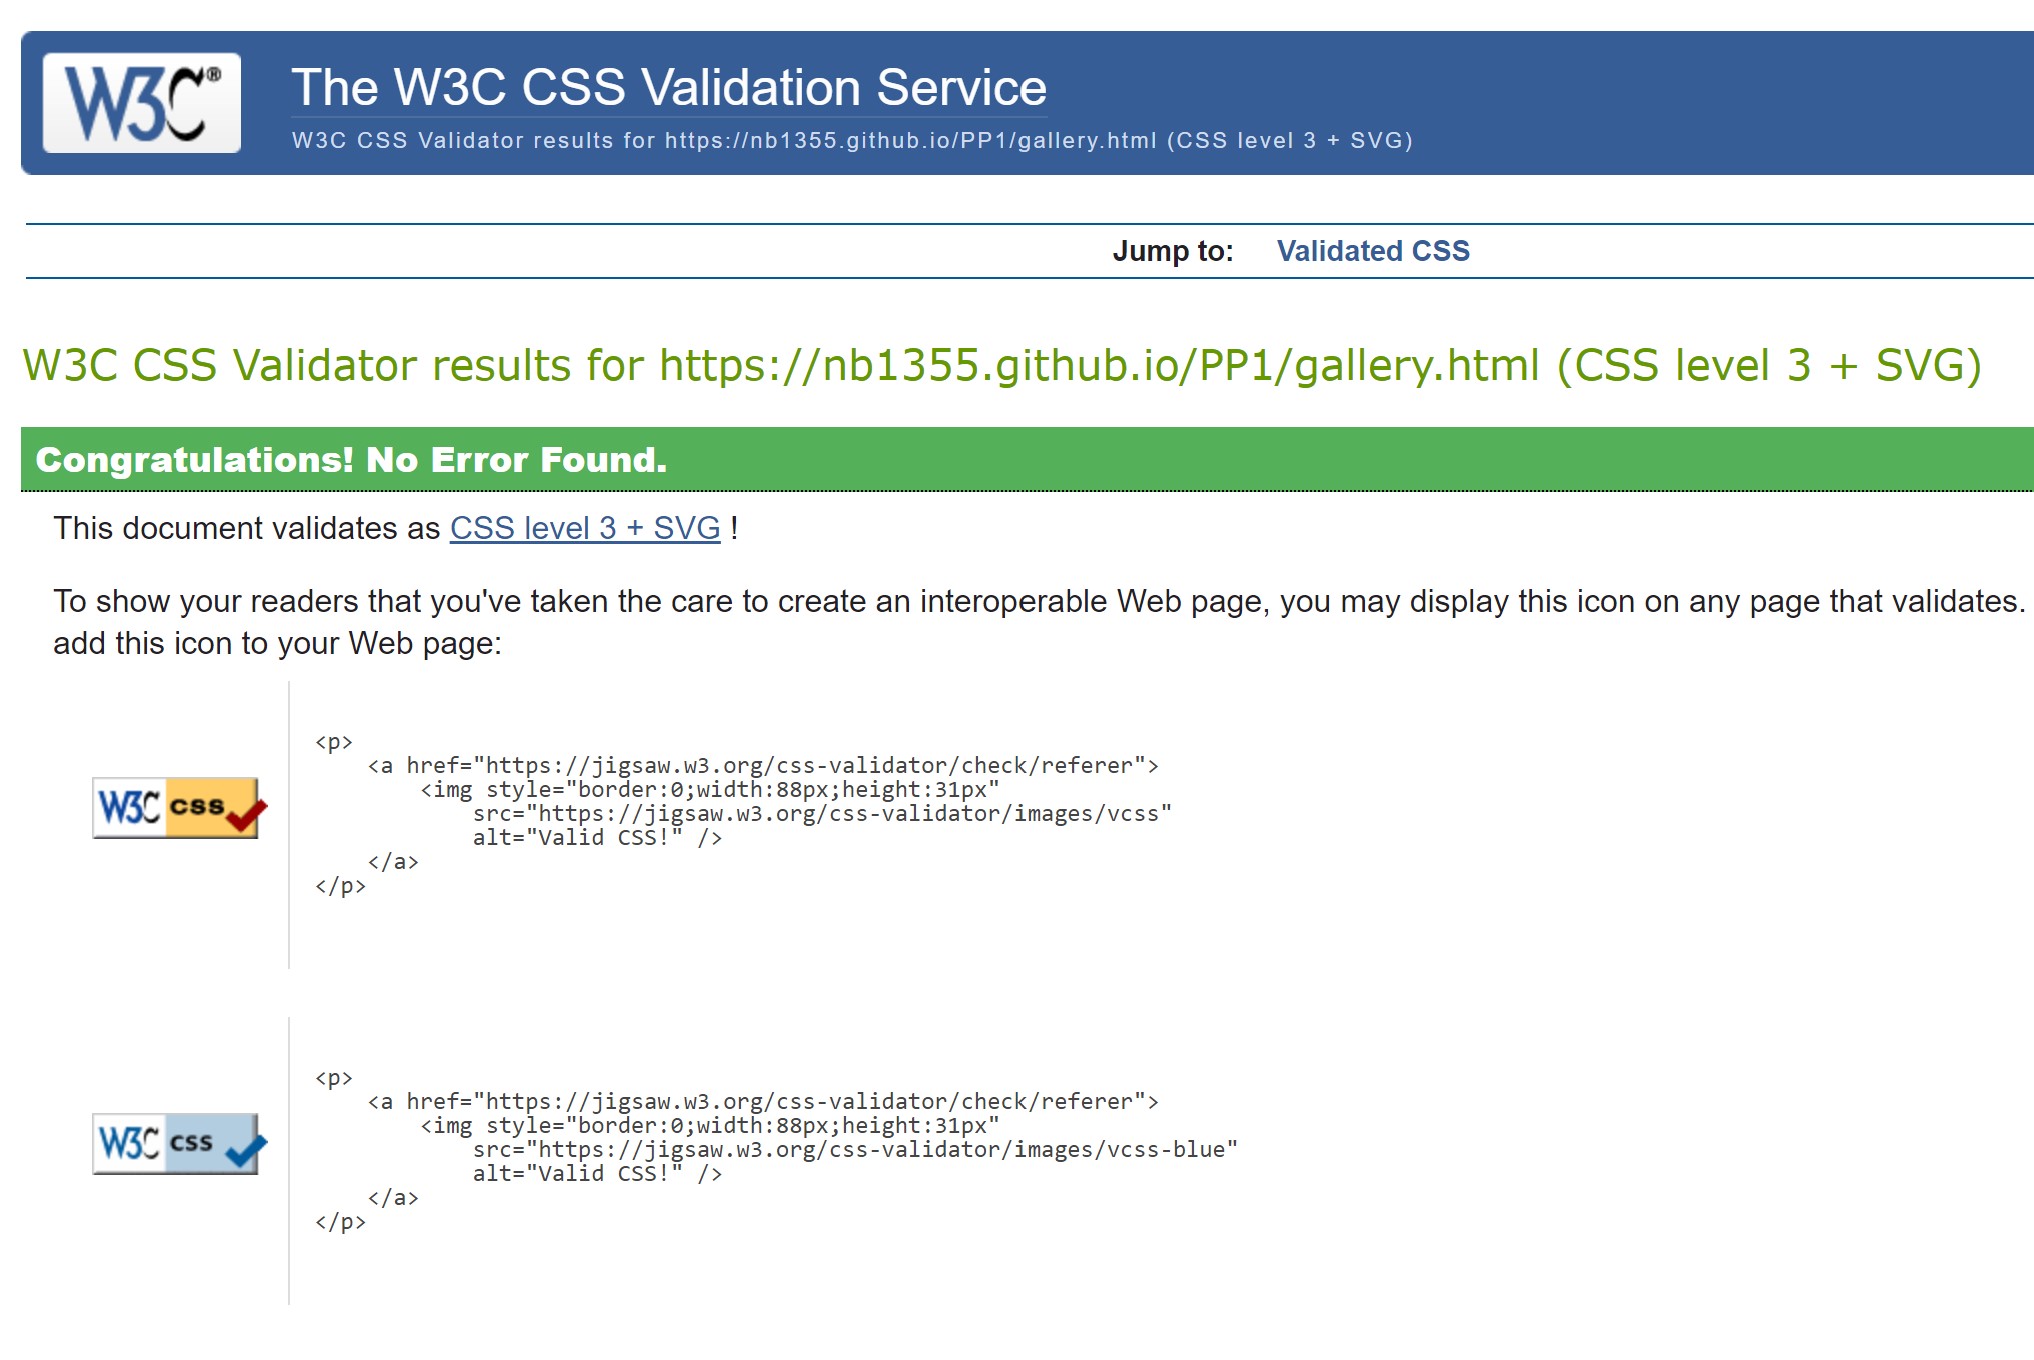 W3C®
The W3C CSS Validation Service
W3C CSS Validator results for https://nb1355.github.io/PP1/gallery.html (CSS level 3 + SVG)
Jump to: Validated CSS
W3C CSS Validator results for https://nb1355.github.io/PP1/gallery.html (CSS level 3 + SVG)
Congratulations! No Error Found.
This document validates as CSS level 3 + SVG !
To show your readers that you've taken the care to create an interoperable Web page, you may display this icon on any page that validates.
add this icon to your Web page:
W3C css
<p>
    <a href="https://jigsaw.w3.org/css-validator/check/referer">
        <img style="border:0;width:88px;height:31px"
            src="https://jigsaw.w3.org/css-validator/images/vcss"
            alt="Valid CSS!" />
    </a>
</p>
W3C css
<p>
    <a href="https://jigsaw.w3.org/css-validator/check/referer">
        <img style="border:0;width:88px;height:31px"
            src="https://jigsaw.w3.org/css-validator/images/vcss-blue"
            alt="Valid CSS!" />
    </a>
</p>